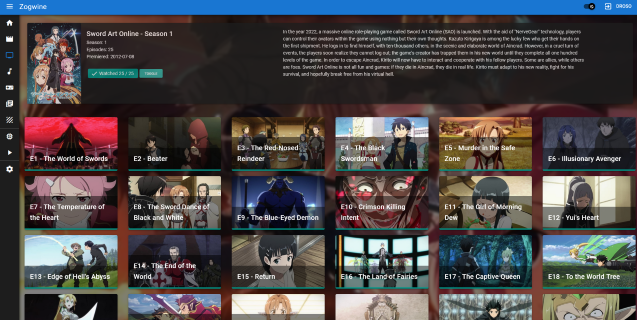 Zogwine
OROSO
Sword Art Online - Season 1
Season: 1
Episodes: 25
Premiered: 2012-07-08
Watched 25 / 25
In the year 2022, a massive online role-playing game called Sword Art Online (SAO) is launched. With the aid of "NerveGear" technology, players
can control their avatars within the game using nothing but their own thoughts. Kazuto Kirigaya is among the lucky few who get their hands on
the first shipment. He logs in to find himself, with ten thousand others, in the scenic and elaborate world of Aincrad. However, in a cruel turn of
events, the players soon realize they cannot log out; the game's creator has trapped them in his new world until they complete all one hundred
levels of the game. In order to escape Aincrad, Kirito will now have to interact and cooperate with his fellow players. Some are allies, while others
are foes. Sword Art Online is not all fun and games: if they die in Aincrad, they die in real life. Kirito must adapt to his new reality, fight for his
survival, and hopefully break free from his virtual hell.
E1 - The World of Swords
E2 - Beater
E3 - The Red-Nosed
Reindeer
E4 - The Black
Swordsman
E5 - Murder in the Safe
Zone
E6 - Illusionary Avenger
E7 - The Temperature of
the Heart
E8 - The Sword Dance of
Black and White
E9 - The Blue-Eyed Demon
E10 - Crimson Killing
Intent
E11 - The Girl of Morning
Dew
E12 - Yui's Heart
E13 - Edge of Hell's Abyss
E14 - The End of the
World
E15 - Return
E16 - The Land of Fairies
E17 - The Captive Queen
E18 - To the World Tree